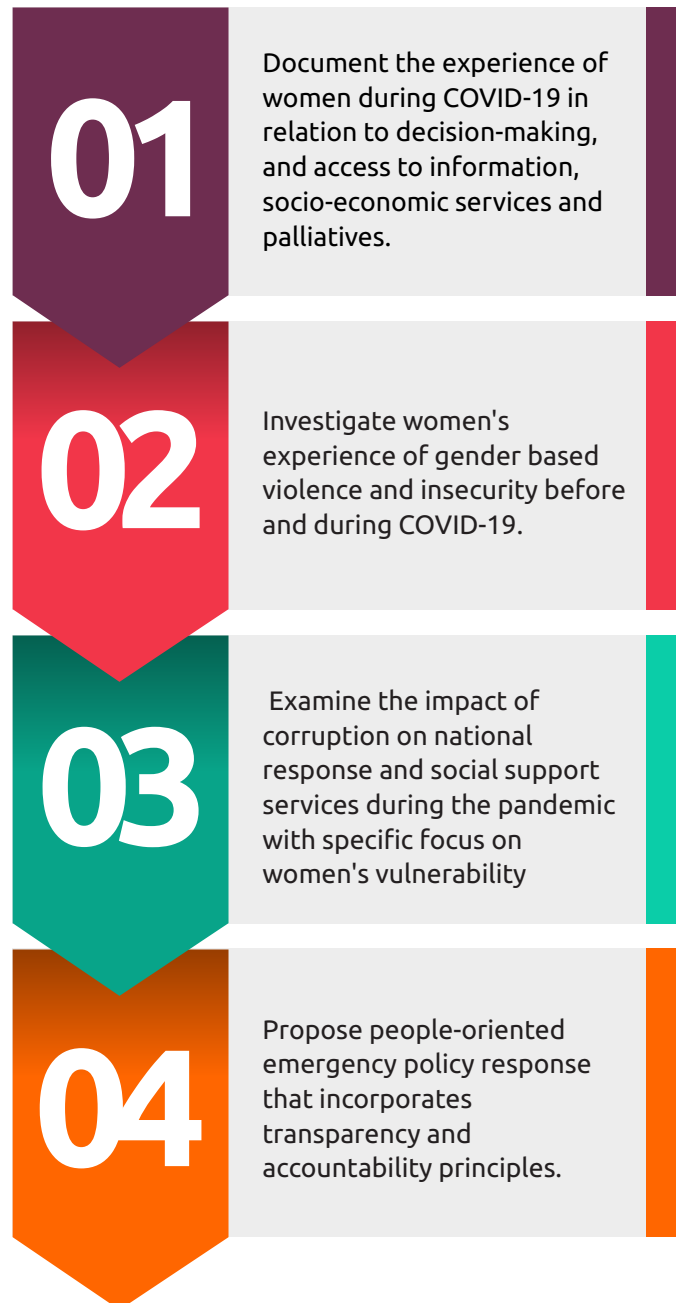 01
Document the experience of
women during COVID-19 in
relation to decision-making,
and access to information,
socio-economic services and
palliatives.
02
Investigate women's
experience of gender based
violence and insecurity before
and during COVID-19.
03
Examine the impact of
corruption on national
response and social support
services during the pandemic
with specific focus on
women's vulnerability
04
Propose people-oriented
emergency policy response
that incorporates
transparency and
accountability principles.